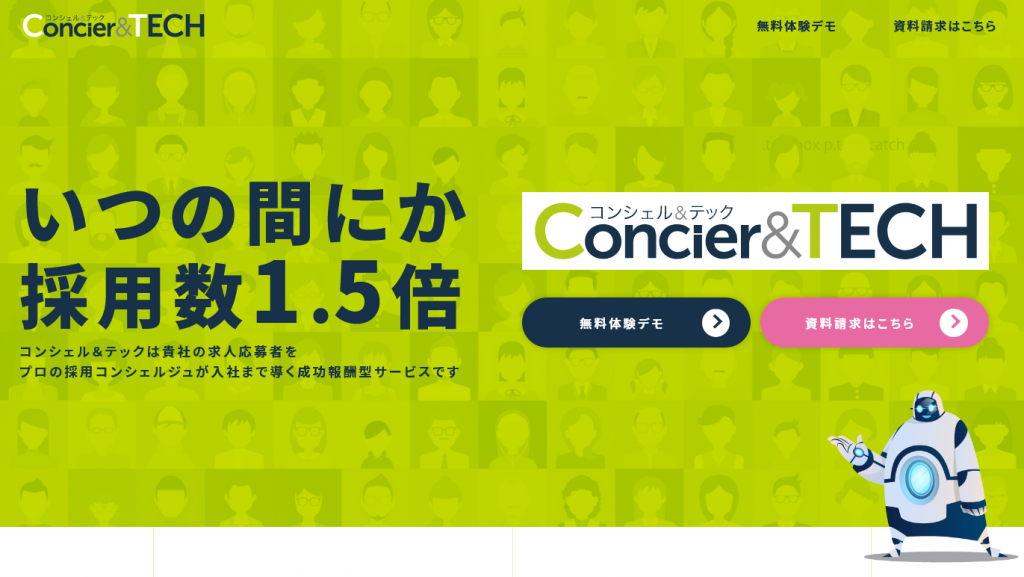 コンシェル&テック
Concier&TECH
無料体験デモ
資料請求はこちら
いつの間にか
採用数1.5倍
コンシェル&テックは貴社の求人応募者を
プロの採用コンシェルジュが入社まで導く成功報酬型サービスです
コンシェル&テック
Concier&TECH
無料体験デモ
資料請求はこちら